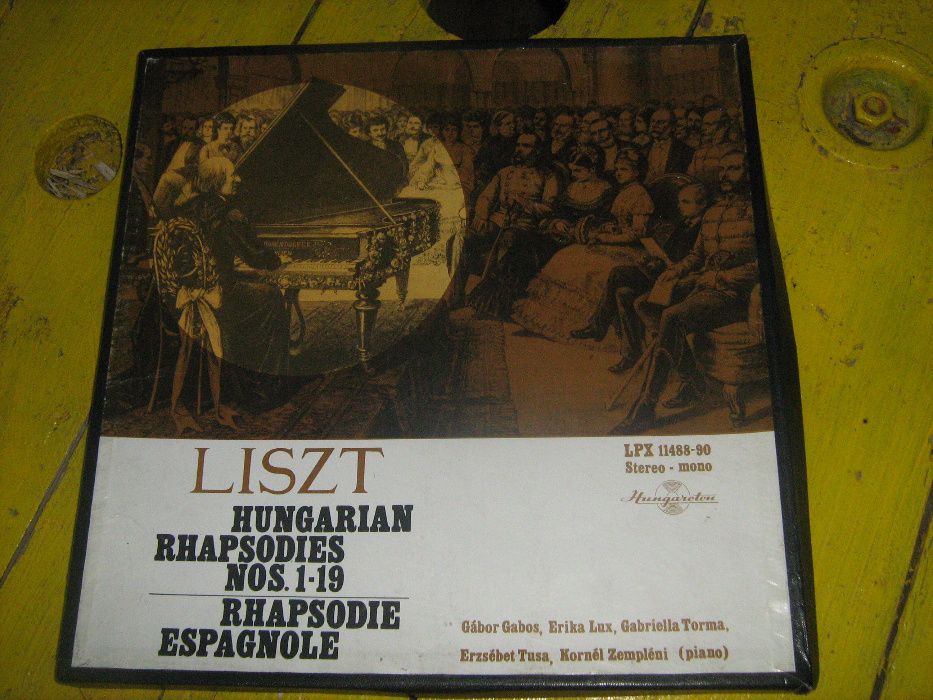 BÖSENDORFER
LISZT
HUNGARIAN
RHAPSODIES
NOS. 1-19
RHAPSODIE
ESPAGNOLE
LPX 11488-90
Stereo - mono
Hungaroton
Gábor Gabos, Erika Lux, Gabriella Torma,
Erzsébet Tusa, Kornél Zempléni (piano)